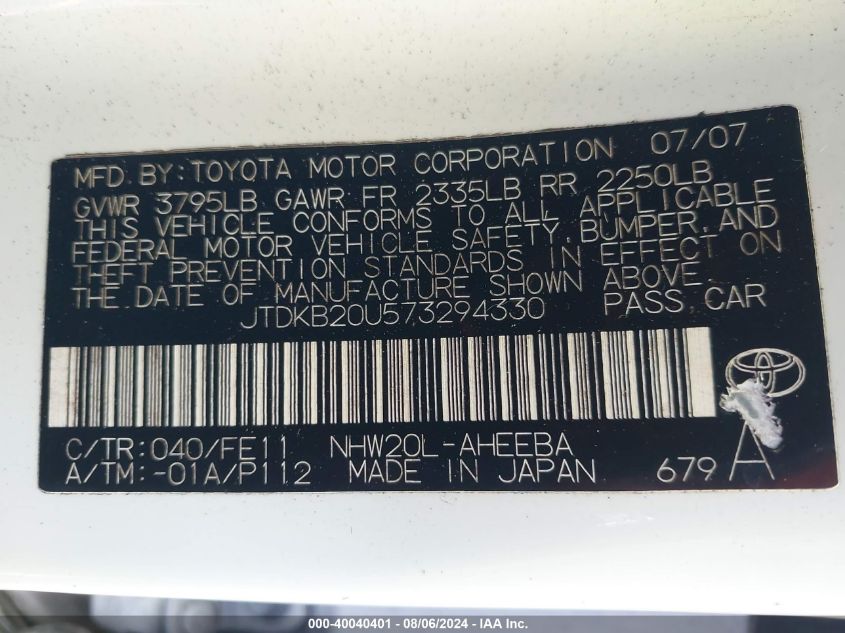 MFD BY: TOYOTA MOTOR CORPORATION 07/07
GVWR 3795LB GAWR FR 2335LB RR 2250LB
THIS VEHICLE CONFORMS TO ALL APPLICABLE
FEDERAL MOTOR VEHICLE SAFETY, BUMPER, AND
THEFT PREVENTION STANDARDS IN EFFECT ON
THE DATE OF MANUFACTURE SHOWN ABOVE.
JTDKB20U573294330 PASS. CAR
C/TR: 040/FE11 NHW20L-AHEEBA
A/TM: -01A/P112 MADE IN JAPAN 679 A
000-40040401 - 08/06/2024 - IAA Inc.